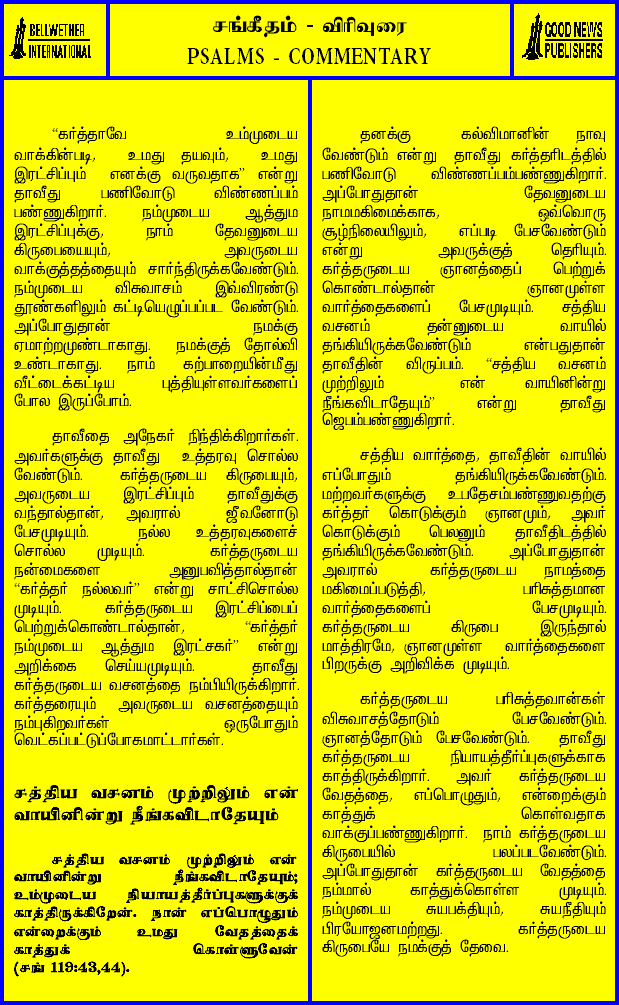 BELLWETHER
INTERNATIONAL
சங்கீதம் - விரிவுரை
PSALMS - COMMENTARY
GOOD NEWS
PUBLISHERS
“கர்த்தாவே உம்முடைய
வாக்கின்படி, உமது தயவும், உமது
இரட்சிப்பும் எனக்கு வருவதாக” என்று
தாவீது பணிவோடு விண்ணப்பம்
பண்ணுகிறார். நம்முடைய ஆத்தும
இரட்சிப்புக்கு, நாம் தேவனுடைய
கிருபையையும், அவருடைய
வாக்குத்தத்தையும் சார்ந்திருக்கவேண்டும்.
நம்முடைய விசுவாசம் இவ்விரண்டு
தூண்களிலும் கட்டியெழுப்பப்பட வேண்டும்.
அப்போதுதான் நமக்கு
ஏமாற்றமுண்டாகாது. நமக்குத் தோல்வி
உண்டாகாது. நாம் கற்பாறையின்மீது
வீட்டைக்கட்டிய புத்தியுள்ளவர்களைப்
போல இருப்போம்.
தாவீதை அநேகர் நிந்திக்கிறார்கள்.
அவர்களுக்கு தாவீது உத்தரவு சொல்ல
வேண்டும். கர்த்தருடைய கிருபையும்,
அவருடைய இரட்சிப்பும் தாவீதுக்கு
வந்தால்தான், அவரால் ஜீவனோடு
பேசமுடியும். நல்ல உத்தரவுகளைச்
சொல்ல முடியும். கர்த்தருடைய
நன்மைகளை அனுபவித்தால்தான்
“கர்த்தர் நல்லவர்” என்று சாட்சிசொல்ல
முடியும். கர்த்தருடைய இரட்சிப்பைப்
பெற்றுக்கொண்டால்தான், “கர்த்தர்
நம்முடைய ஆத்தும இரட்சகர்” என்று
அறிக்கை செய்யமுடியும். தாவீது
கர்த்தருடைய வசனத்தை நம்பியிருக்கிறார்.
கர்த்தரையும் அவருடைய வசனத்தையும்
நம்புகிறவர்கள் ஒருபோதும்
வெட்கப்பட்டுப்போகமாட்டார்கள்.
சத்திய வசனம் முற்றிலும் என்
வாயினின்று நீங்கவிடாதேயும்
சத்திய வசனம் முற்றிலும் என்
வாயினின்று நீங்கவிடாதேயும்;
உம்முடைய நியாயத்தீர்ப்புகளுக்குக்
காத்திருக்கிறேன். நான் எப்பொழுதும்
என்றைக்கும் உமது வேதத்தைக்
காத்துக் கொள்ளுவேன்
(சங் 119:43,44).
தனக்கு கல்விமானின் நாவு
வேண்டும் என்று தாவீது கர்த்தரிடத்தில்
பணிவோடு விண்ணப்பம்பண்ணுகிறார்.
அப்போதுதான் தேவனுடைய
நாமமகிமைக்காக, ஒவ்வொரு
சூழ்நிலையிலும், எப்படி பேசவேண்டும்
என்று அவருக்குத் தெரியும்.
கர்த்தருடைய ஞானத்தைப் பெற்றுக்
கொண்டால்தான் ஞானமுள்ள
வார்த்தைகளைப் பேசமுடியும். சத்திய
வசனம் தன்னுடைய வாயில்
தங்கியிருக்கவேண்டும் என்பதுதான்
தாவீதின் விருப்பம். “சத்திய வசனம்
முற்றிலும் என் வாயினின்று
நீங்கவிடாதேயும்” என்று தாவீது
ஜெபம்பண்ணுகிறார்.
சத்திய வார்த்தை, தாவீதின் வாயில்
எப்போதும் தங்கியிருக்கவேண்டும்.
மற்றவர்களுக்கு உபதேசம்பண்ணுவதற்கு
கர்த்தர் கொடுக்கும் ஞானமும், அவர்
கொடுக்கும் பெலனும் தாவீதிடத்தில்
தங்கியிருக்கவேண்டும். அப்போதுதான்
அவரால் கர்த்தருடைய நாமத்தை
மகிமைப்படுத்தி, பரிசுத்தமான
வார்த்தைகளைப் பேசமுடியும்.
கர்த்தருடைய கிருபை இருந்தால்
மாத்திரமே, ஞானமுள்ள வார்த்தைகளை
பிறருக்கு அறிவிக்க முடியும்.
கர்த்தருடைய பரிசுத்தவான்கள்
விசுவாசத்தோடும் பேசவேண்டும்.
ஞானத்தோடும் பேசவேண்டும். தாவீது
கர்த்தருடைய நியாயத்தீர்ப்புகளுக்காக
காத்திருக்கிறார். அவர் கர்த்தருடைய
வேதத்தை, எப்பொழுதும், என்றைக்கும்
காத்துக் கொள்வதாக
வாக்குப்பண்ணுகிறார். நாம் கர்த்தருடைய
கிருபையில் பலப்படவேண்டும்.
அப்போதுதான் கர்த்தருடைய வேதத்தை
நம்மால் காத்துக்கொள்ள முடியும்.
நம்முடைய சுயபக்தியும், சுயநீதியும்
பிரயோஜனமற்றது. கர்த்தருடைய
கிருபையே நமக்குத் தேவை.